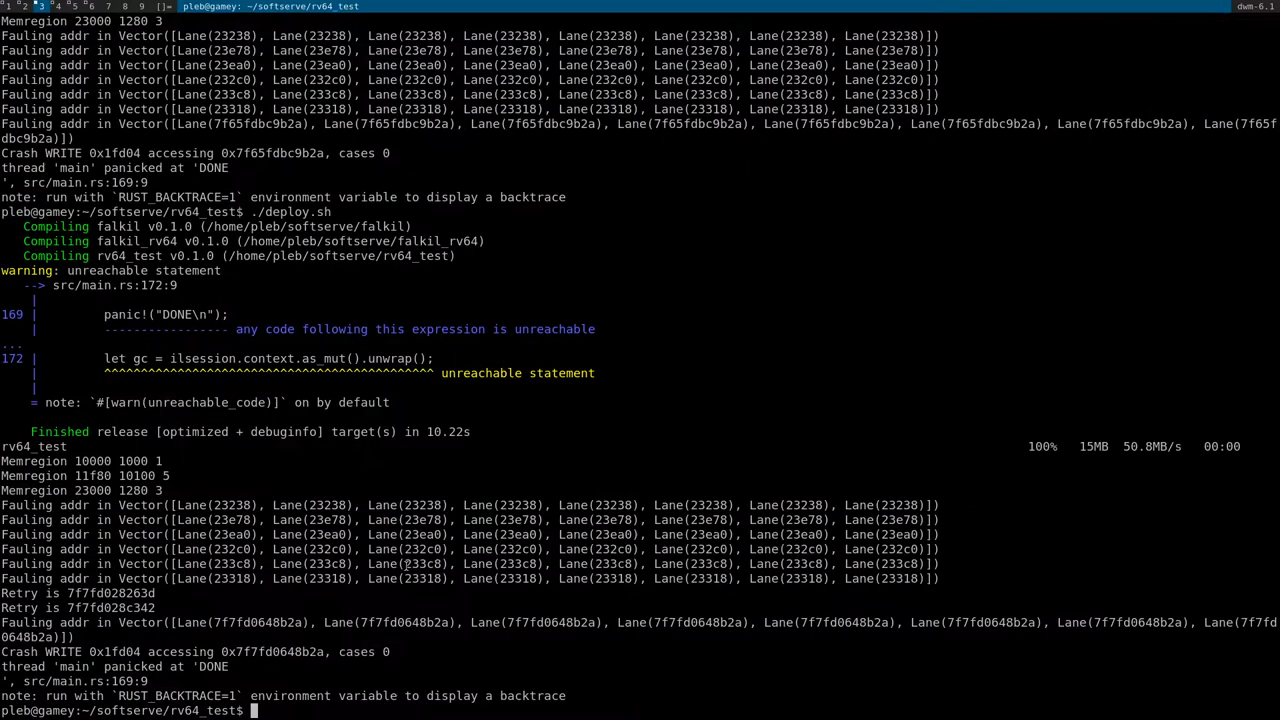 1 2 3 4 5 6 7 8 9 []= pleb@gamey: ~/softserve/rv64_test dwm-6.1
Memregion 23000 1280 3
Fauling addr in Vector([Lane(23238), Lane(23238), Lane(23238), Lane(23238), Lane(23238), Lane(23238), Lane(23238), Lane(23238)])
Fauling addr in Vector([Lane(23e78), Lane(23e78), Lane(23e78), Lane(23e78), Lane(23e78), Lane(23e78), Lane(23e78), Lane(23e78)])
Fauling addr in Vector([Lane(23ea0), Lane(23ea0), Lane(23ea0), Lane(23ea0), Lane(23ea0), Lane(23ea0), Lane(23ea0), Lane(23ea0)])
Fauling addr in Vector([Lane(232c0), Lane(232c0), Lane(232c0), Lane(232c0), Lane(232c0), Lane(232c0), Lane(232c0), Lane(232c0)])
Fauling addr in Vector([Lane(233c8), Lane(233c8), Lane(233c8), Lane(233c8), Lane(233c8), Lane(233c8), Lane(233c8), Lane(233c8)])
Fauling addr in Vector([Lane(23318), Lane(23318), Lane(23318), Lane(23318), Lane(23318), Lane(23318), Lane(23318), Lane(23318)])
Fauling addr in Vector([Lane(7f65fdbc9b2a), Lane(7f65fdbc9b2a), Lane(7f65fdbc9b2a), Lane(7f65fdbc9b2a), Lane(7f65fdbc9b2a), Lane(7f65fdbc9b2a), Lane(7f65fdbc9b2a), Lane(7f65f
dbc9b2a)])
Crash WRITE 0x1fd04 accessing 0x7f65fdbc9b2a, cases 0
thread 'main' panicked at 'DONE
', src/main.rs:169:9
note: run with `RUST_BACKTRACE=1` environment variable to display a backtrace
pleb@gamey:~/softserve/rv64_test$ ./deploy.sh
Compiling falkil v0.1.0 (/home/pleb/softserve/falkil)
Compiling falkil_rv64 v0.1.0 (/home/pleb/softserve/falkil_rv64)
Compiling rv64_test v0.1.0 (/home/pleb/softserve/rv64_test)
warning: unreachable statement
--> src/main.rs:172:9
|
169 | panic!("DONE\n");
| ----------------- any code following this expression is unreachable
...
172 | let gc = ilsession.context.as_mut().unwrap();
| ^^^^^^^^^^^^^^^^^^^^^^^^^^^^^^^^^^^^^^^^^^^^^ unreachable statement
|
= note: `#[warn(unreachable_code)]` on by default
Finished release [optimized + debuginfo] target(s) in 10.22s
rv64_test 100% 15MB 50.8MB/s 00:00
Memregion 10000 1000 1
Memregion 11f80 10100 5
Memregion 23000 1280 3
Fauling addr in Vector([Lane(23238), Lane(23238), Lane(23238), Lane(23238), Lane(23238), Lane(23238), Lane(23238), Lane(23238)])
Fauling addr in Vector([Lane(23e78), Lane(23e78), Lane(23e78), Lane(23e78), Lane(23e78), Lane(23e78), Lane(23e78), Lane(23e78)])
Fauling addr in Vector([Lane(23ea0), Lane(23ea0), Lane(23ea0), Lane(23ea0), Lane(23ea0), Lane(23ea0), Lane(23ea0), Lane(23ea0)])
Fauling addr in Vector([Lane(232c0), Lane(232c0), Lane(232c0), Lane(232c0), Lane(232c0), Lane(232c0), Lane(232c0), Lane(232c0)])
Fauling addr in Vector([Lane(233c8), Lane(233c8), Lane(233c8), Lane(233c8), Lane(233c8), Lane(233c8), Lane(233c8), Lane(233c8)])
Fauling addr in Vector([Lane(23318), Lane(23318), Lane(23318), Lane(23318), Lane(23318), Lane(23318), Lane(23318), Lane(23318)])
Retry is 7f7fd028263d
Retry is 7f7fd028c342
Fauling addr in Vector([Lane(7f7fd0648b2a), Lane(7f7fd0648b2a), Lane(7f7fd0648b2a), Lane(7f7fd0648b2a), Lane(7f7fd0648b2a), Lane(7f7fd0648b2a), Lane(7f7fd0648b2a), Lane(7f7fd
0648b2a)])
Crash WRITE 0x1fd04 accessing 0x7f7fd0648b2a, cases 0
thread 'main' panicked at 'DONE
', src/main.rs:169:9
note: run with `RUST_BACKTRACE=1` environment variable to display a backtrace
pleb@gamey:~/softserve/rv64_test$